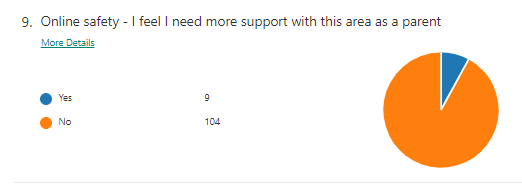 9. Online safety - I feel I need more support with this area as a parent
More Details
Yes 9
No 104